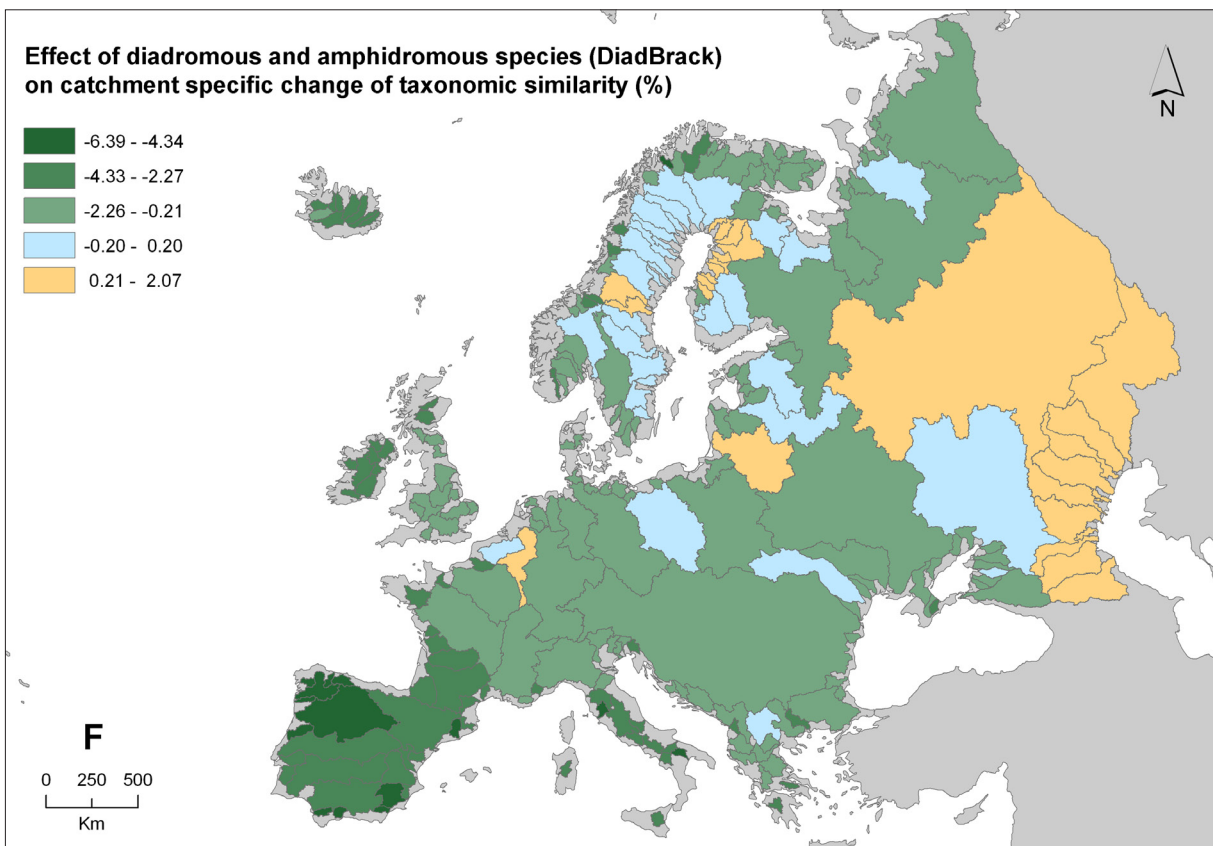 Effect of diadromous and amphidromous species (DiadBrack)
on catchment specific change of taxonomic similarity (%)
N
-6.39 - -4.34
-4.33 - -2.27
-2.26 - -0.21
-0.20 - 0.20
0.21 - 2.07
F
0 250 500
Km